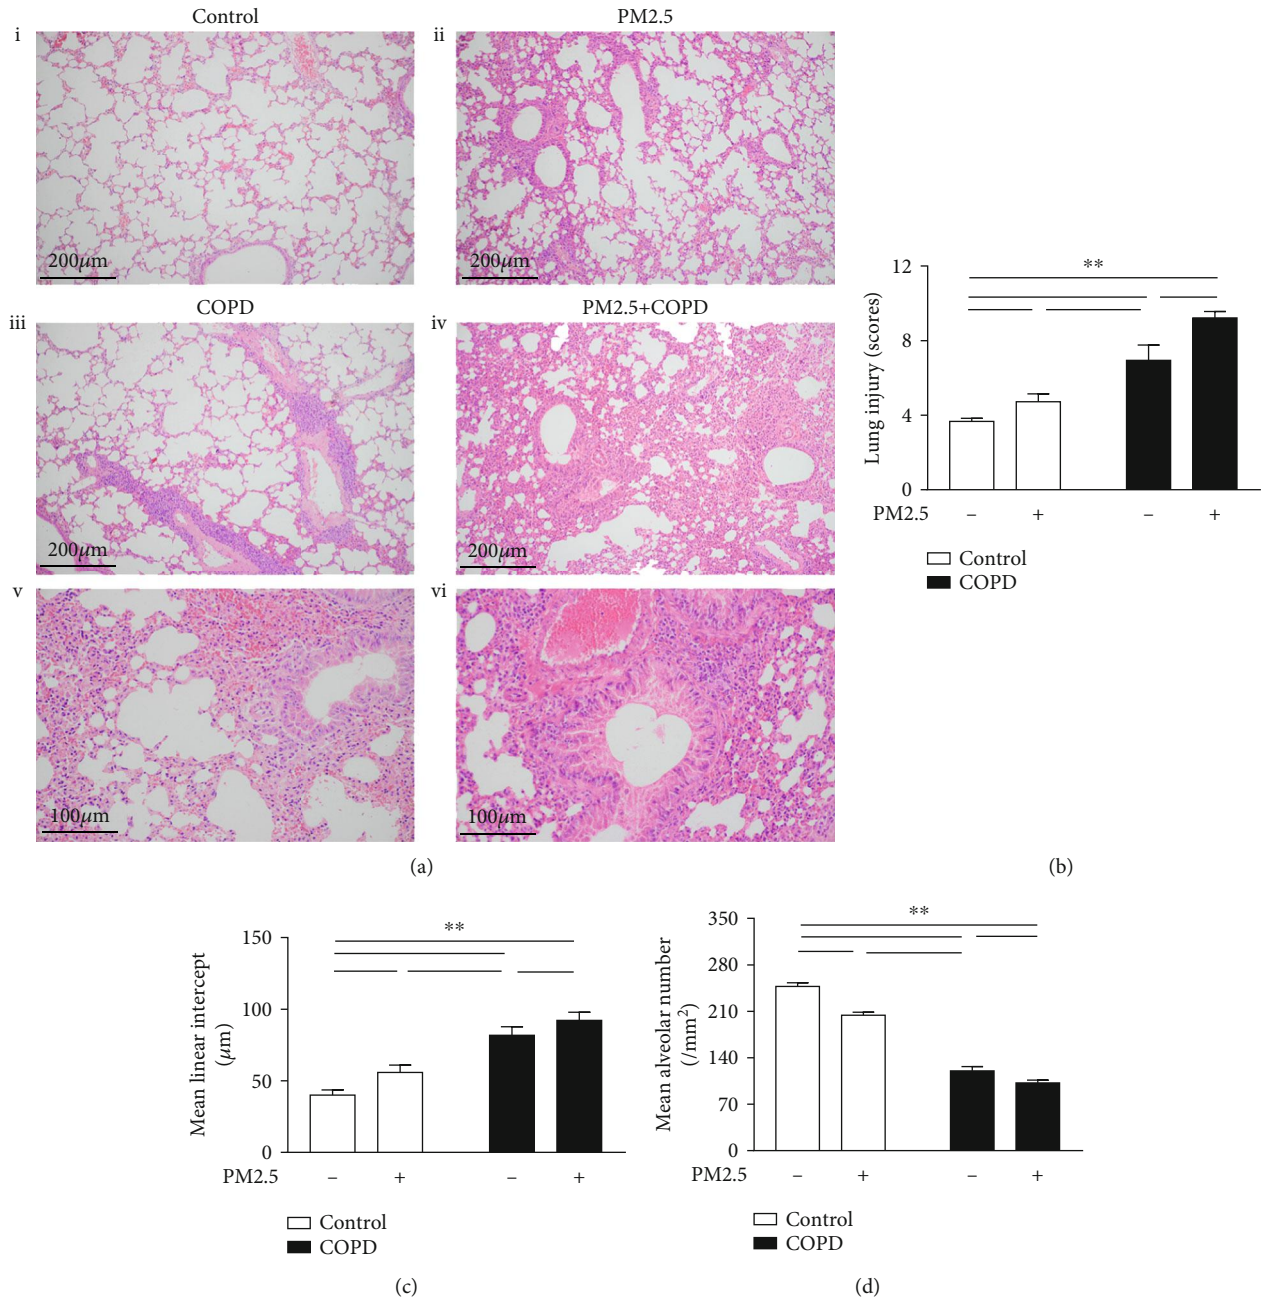 Control
PM2.5
i
ii
200μm
200μm
COPD
PM2.5+COPD
iii
iv
200μm
200μm
v
vi
100μm
100μm
(a)
12
8
4
0
Lung injury (scores)
**
PM2.5 – + – +
Control
COPD
(b)
150
100
50
0
Mean linear intercept
(μm)
**
PM2.5 – + – +
Control
COPD
(c)
350
280
210
140
70
0
Mean alveolar number
(/mm²)
**
PM2.5 – + – +
Control
COPD
(d)